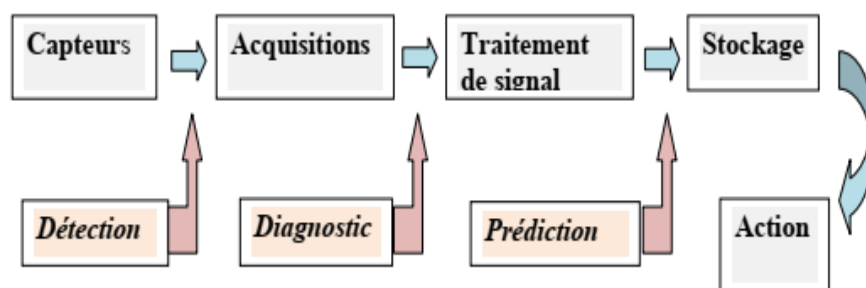 Capteurs
Acquisitions
Traitement
de signal
Stockage
Détection
Diagnostic
Prédiction
Action